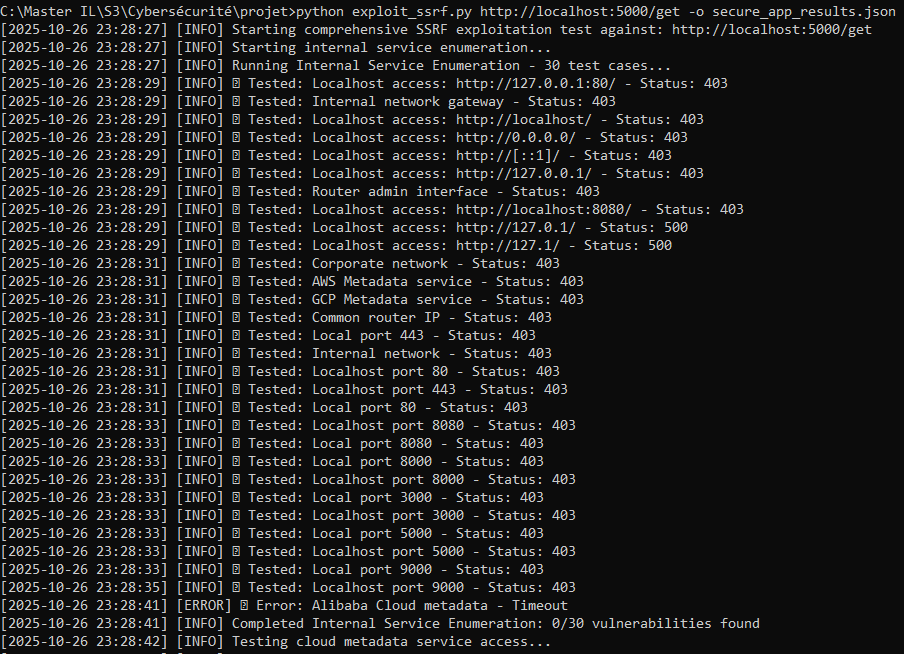 C:\Master IL\S3\Cybersécurité\projet>python exploit_ssrf.py http://localhost:5000/get -o secure_app_results.json
[2025-10-26 23:28:27] [INFO] Starting comprehensive SSRF exploitation test against: http://localhost:5000/get
[2025-10-26 23:28:27] [INFO] Starting internal service enumeration...
[2025-10-26 23:28:27] [INFO] Running Internal Service Enumeration - 30 test cases...
[2025-10-26 23:28:29] [INFO] Tested: Localhost access: http://127.0.0.1:80/ - Status: 403
[2025-10-26 23:28:29] [INFO] Tested: Internal network gateway - Status: 403
[2025-10-26 23:28:29] [INFO] Tested: Localhost access: http://localhost/ - Status: 403
[2025-10-26 23:28:29] [INFO] Tested: Localhost access: http://0.0.0.0/ - Status: 403
[2025-10-26 23:28:29] [INFO] Tested: Localhost access: http://[::1]/ - Status: 403
[2025-10-26 23:28:29] [INFO] Tested: Localhost access: http://127.0.0.1/ - Status: 403
[2025-10-26 23:28:29] [INFO] Tested: Router admin interface - Status: 403
[2025-10-26 23:28:29] [INFO] Tested: Localhost access: http://localhost:8080/ - Status: 403
[2025-10-26 23:28:29] [INFO] Tested: Localhost access: http://127.0.1/ - Status: 500
[2025-10-26 23:28:29] [INFO] Tested: Localhost access: http://127.1/ - Status: 500
[2025-10-26 23:28:31] [INFO] Tested: Corporate network - Status: 403
[2025-10-26 23:28:31] [INFO] Tested: AWS Metadata service - Status: 403
[2025-10-26 23:28:31] [INFO] Tested: GCP Metadata service - Status: 403
[2025-10-26 23:28:31] [INFO] Tested: Common router IP - Status: 403
[2025-10-26 23:28:31] [INFO] Tested: Local port 443 - Status: 403
[2025-10-26 23:28:31] [INFO] Tested: Internal network - Status: 403
[2025-10-26 23:28:31] [INFO] Tested: Localhost port 80 - Status: 403
[2025-10-26 23:28:31] [INFO] Tested: Localhost port 443 - Status: 403
[2025-10-26 23:28:31] [INFO] Tested: Local port 80 - Status: 403
[2025-10-26 23:28:33] [INFO] Tested: Localhost port 8080 - Status: 403
[2025-10-26 23:28:33] [INFO] Tested: Local port 8080 - Status: 403
[2025-10-26 23:28:33] [INFO] Tested: Local port 8000 - Status: 403
[2025-10-26 23:28:33] [INFO] Tested: Localhost port 8000 - Status: 403
[2025-10-26 23:28:33] [INFO] Tested: Local port 3000 - Status: 403
[2025-10-26 23:28:33] [INFO] Tested: Localhost port 3000 - Status: 403
[2025-10-26 23:28:33] [INFO] Tested: Local port 5000 - Status: 403
[2025-10-26 23:28:33] [INFO] Tested: Localhost port 5000 - Status: 403
[2025-10-26 23:28:33] [INFO] Tested: Local port 9000 - Status: 403
[2025-10-26 23:28:35] [INFO] Tested: Localhost port 9000 - Status: 403
[2025-10-26 23:28:41] [ERROR] Error: Alibaba Cloud metadata - Timeout
[2025-10-26 23:28:41] [INFO] Completed Internal Service Enumeration: 0/30 vulnerabilities found
[2025-10-26 23:28:42] [INFO] Testing cloud metadata service access...